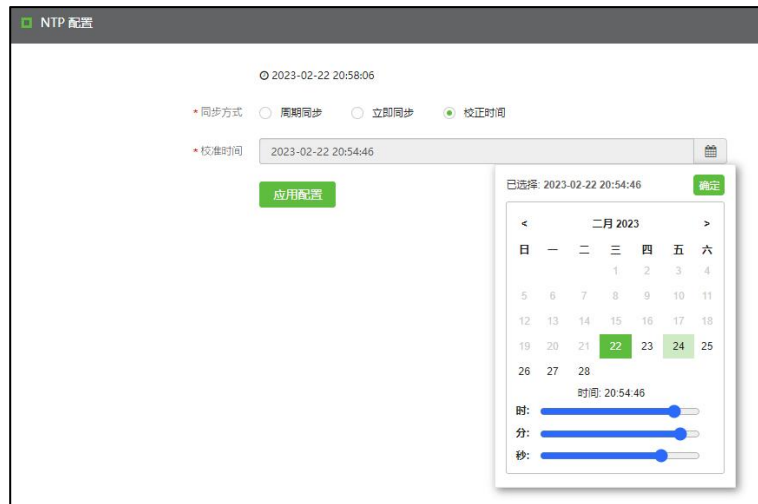 NTP 配置
2023-02-22 20:58:06
* 同步方式 周期同步 立即同步 校正时间
* 校准时间 2023-02-22 20:54:46
应用配置
已选择: 2023-02-22 20:54:46 确定
< 二月 2023 >
日 一 二 三 四 五 六
1 2 3 4
5 6 7 8 9 10 11
12 13 14 15 16 17 18
19 20 21 22 23 24 25
26 27 28
时间: 20:54:46
时:
分:
秒: